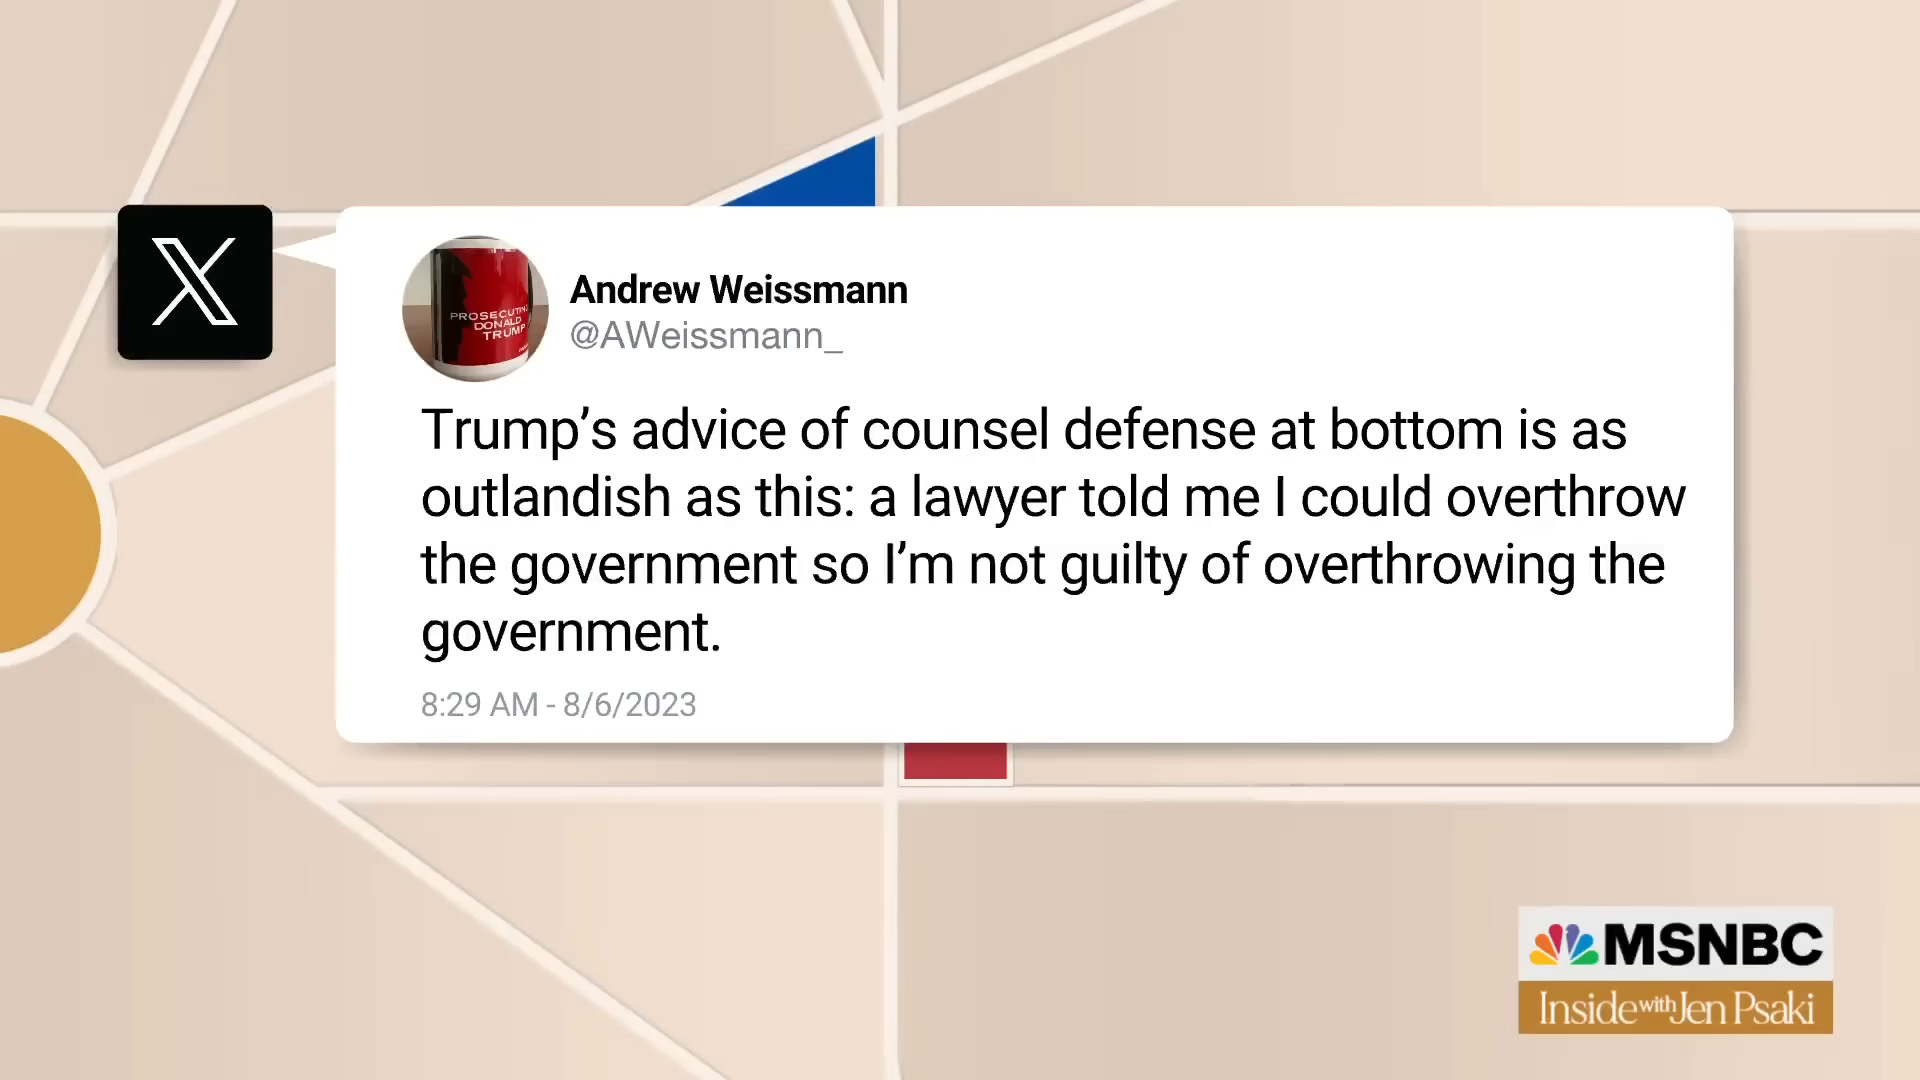 Andrew Weissmann
@AWeissmann_
PROSECUTING
DONALD
TRUMP
Trump’s advice of counsel defense at bottom is as
outlandish as this: a lawyer told me I could overthrow
the government so I’m not guilty of overthrowing the
government.
8:29 AM - 8/6/2023
MSNBC
Inside with Jen Psaki